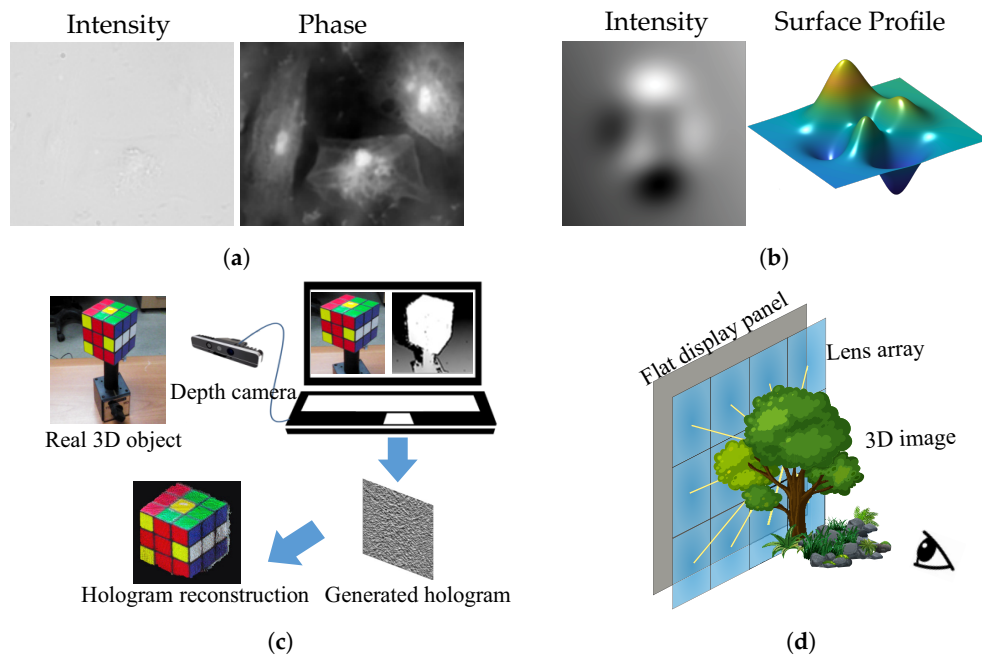 Intensity
Phase
(a)
Intensity
Surface Profile
(b)
Real 3D object
Depth camera
Hologram reconstruction
Generated hologram
(c)
Flat display panel
Lens array
3D image
(d)